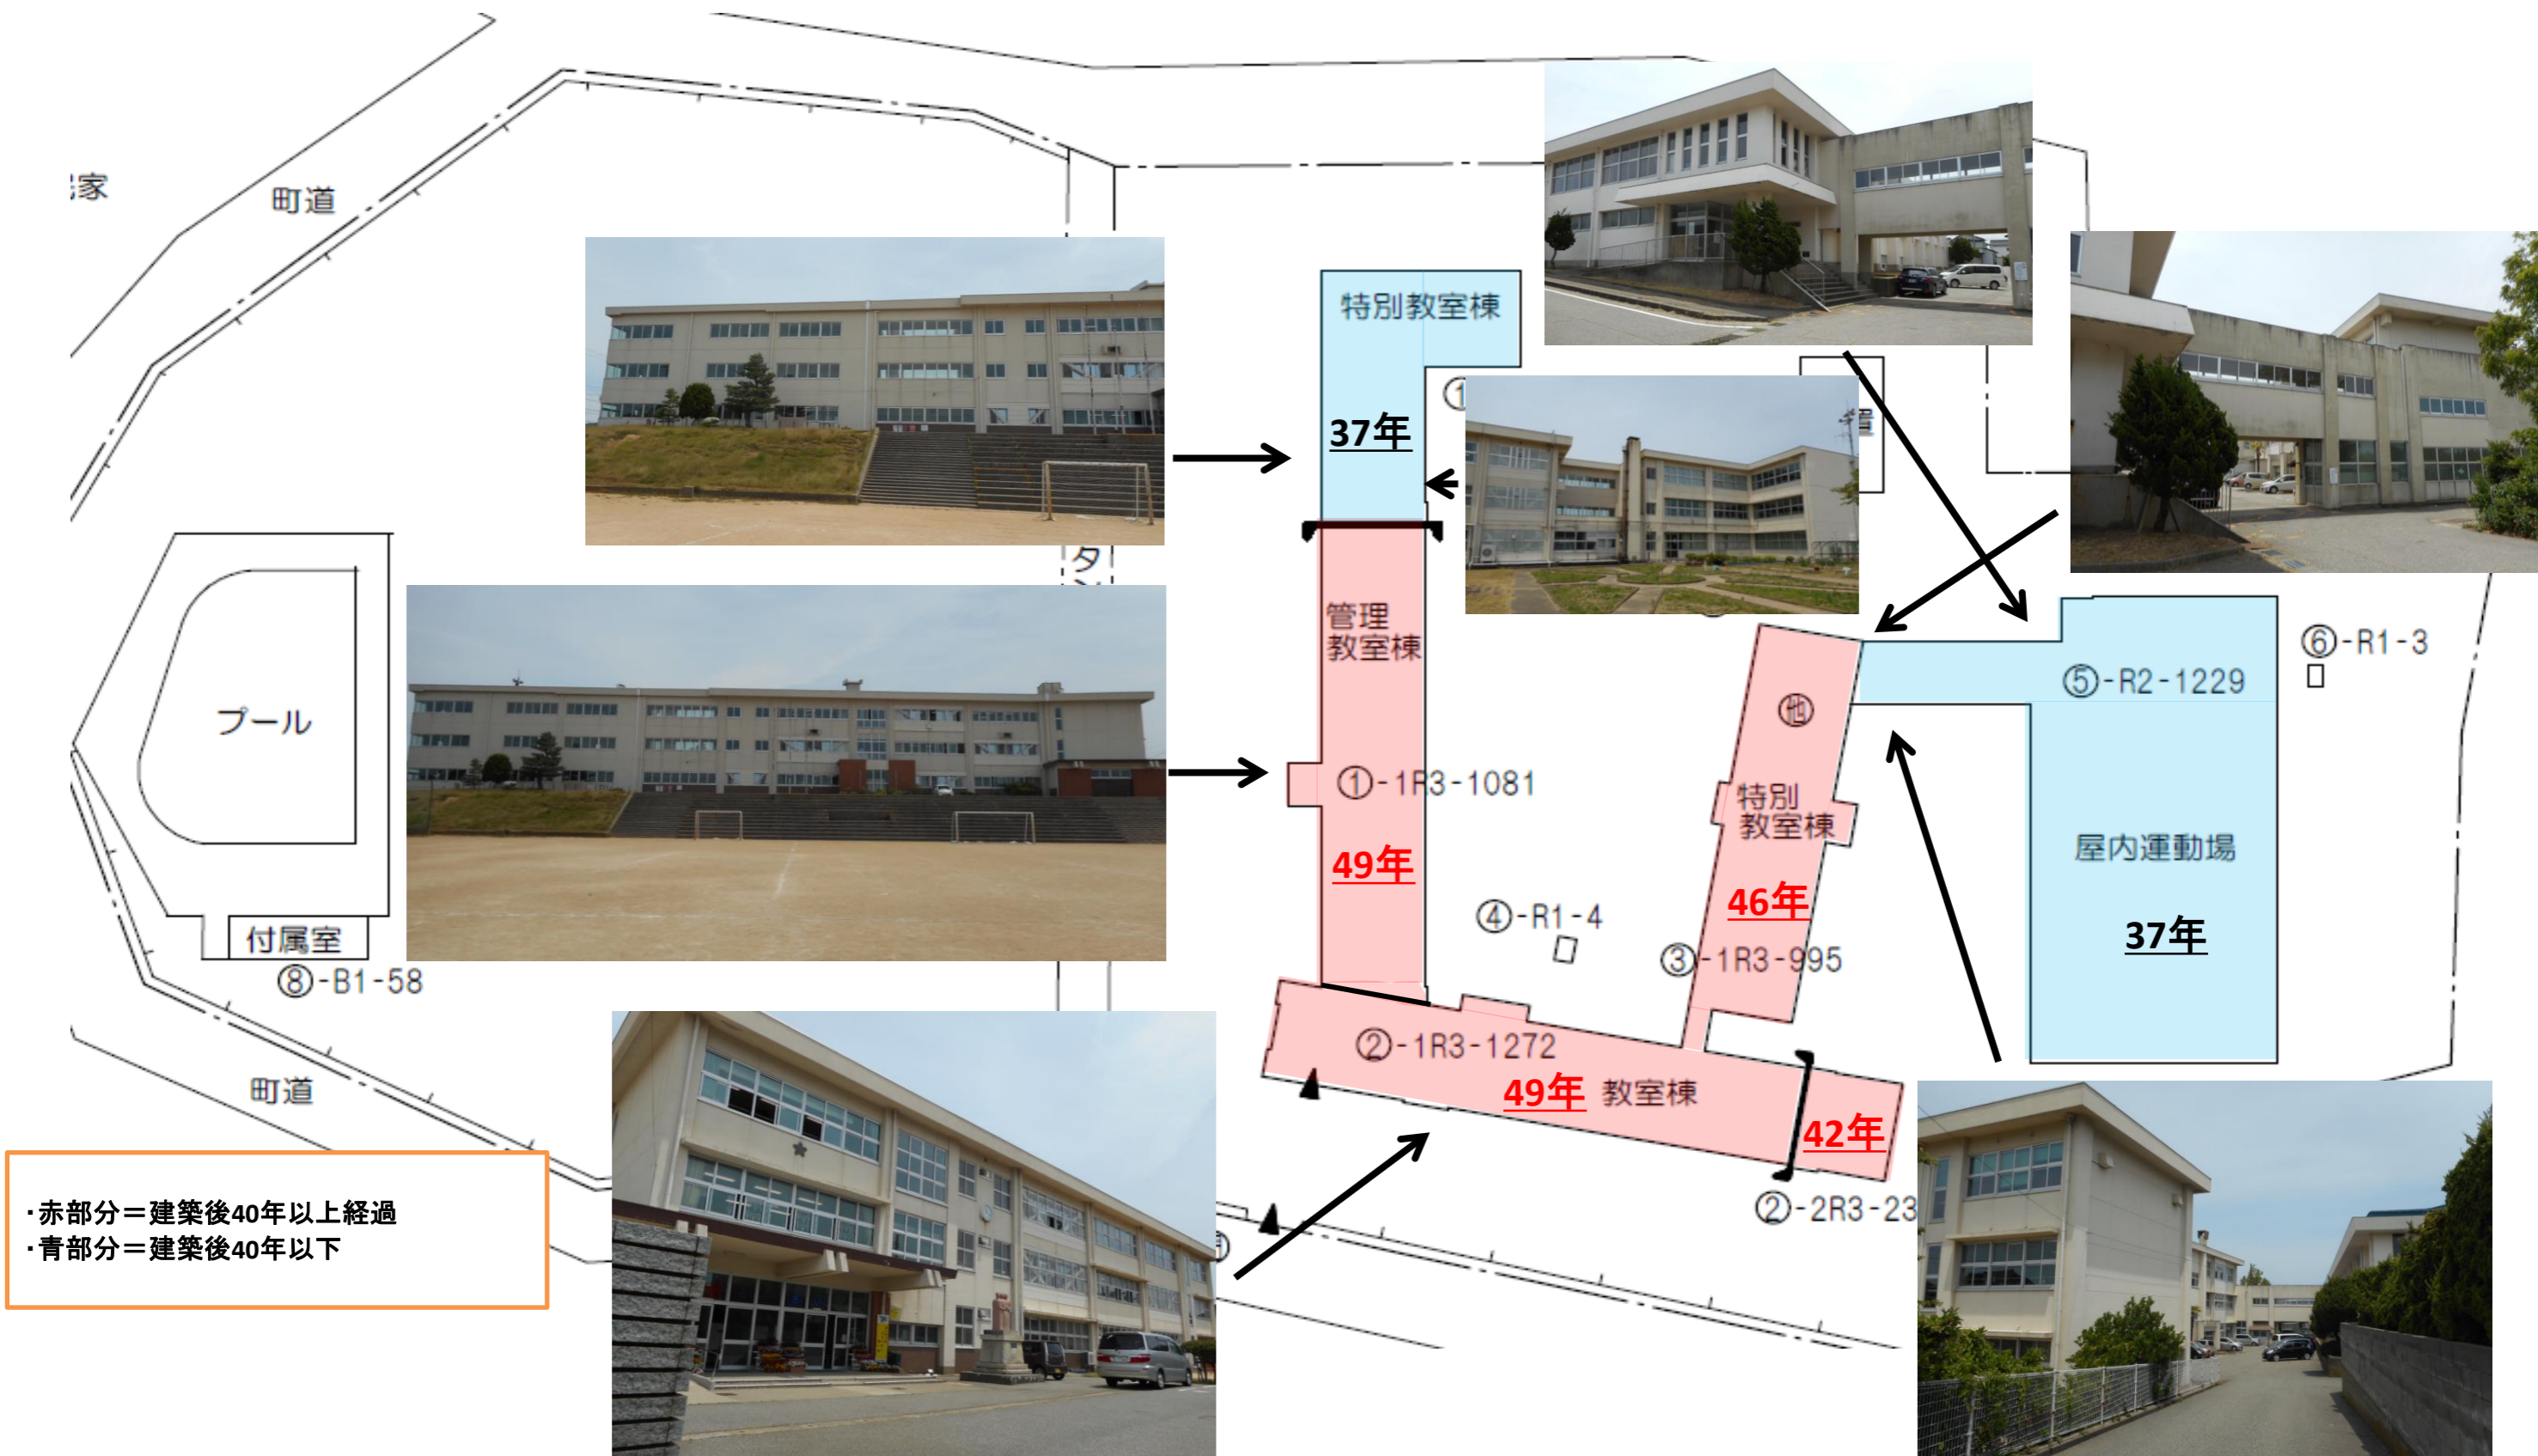 町道
特別教室棟
37年
管理
教室棟
①-1R3-1081
49年
プール
付属室
⑧-B1-58
町道
④-R1-4
特別
教室棟
46年
③-1R3-995
⑤-R2-1229
⑥-R1-3
屋内運動場
37年
②-1R3-1272
49年
教室棟
42年
②-2R3-23
・赤部分＝建築後40年以上経過
・青部分＝建築後40年以下